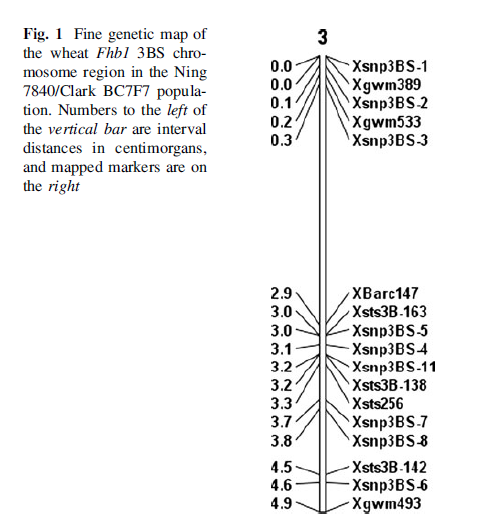 Fig. 1 Fine genetic map of
the wheat Fhb1 3BS chro-
mosome region in the Ning
7840/Clark BC7F7 popula-
tion. Numbers to the left of
the vertical bar are interval
distances in centimorgans,
and mapped markers are on
the right
3
0.0 Xsnp3BS-1
0.0 Xgwm389
0.1 Xsnp3BS-2
0.2 Xgwm533
0.3 Xsnp3BS-3
2.9 XBarc147
3.0 Xsts3B-163
3.0 Xsnp3BS-5
3.1 Xsnp3BS-4
3.2 Xsnp3BS-11
3.2 Xsts3B-138
3.3 Xsts256
3.7 Xsnp3BS-7
3.8 Xsnp3BS-8
4.5 Xsts3B-142
4.6 Xsnp3BS-6
4.9 Xgwm493